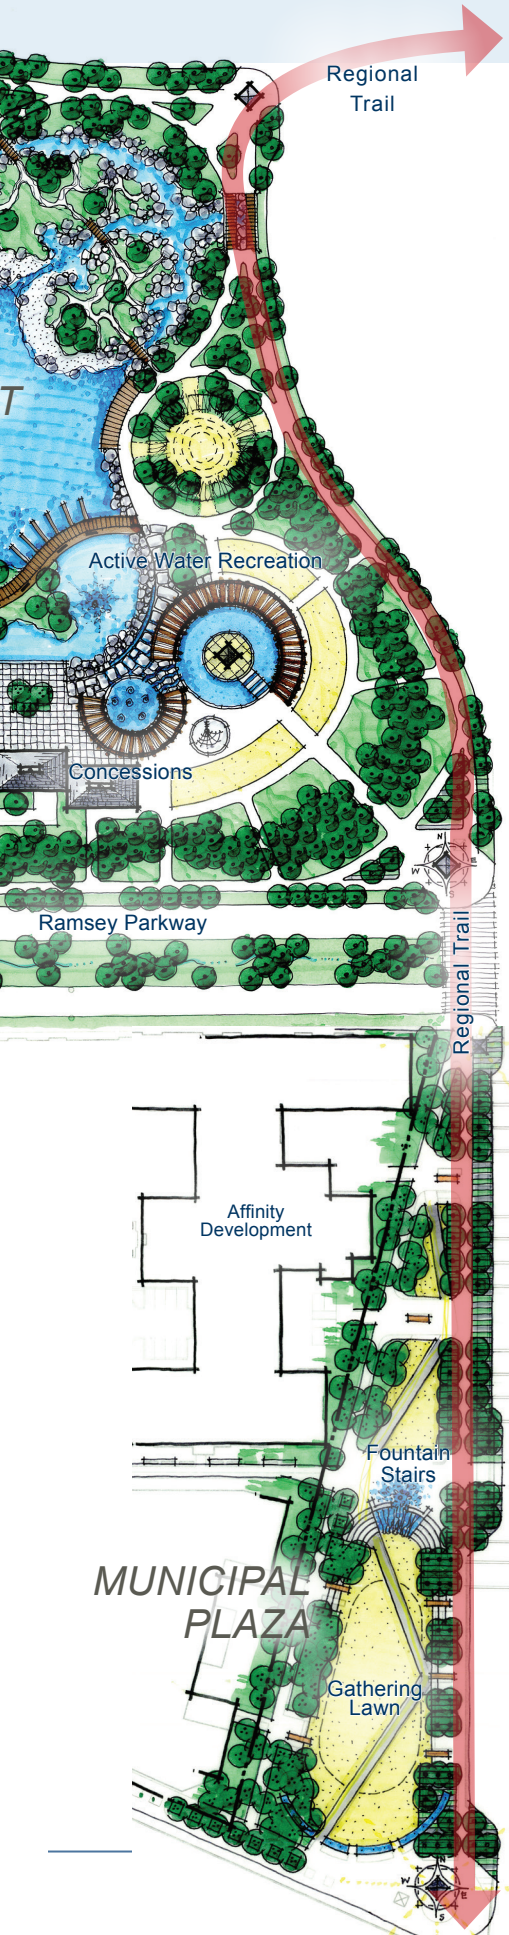 Regional
Trail
T
Active Water Recreation
Concessions
N
W
E
S
Ramsey Parkway
Regional Trail
Affinity
Development
Fountain
Stairs
MUNICIPAL
PLAZA
Gathering
Lawn
N
W
E
S